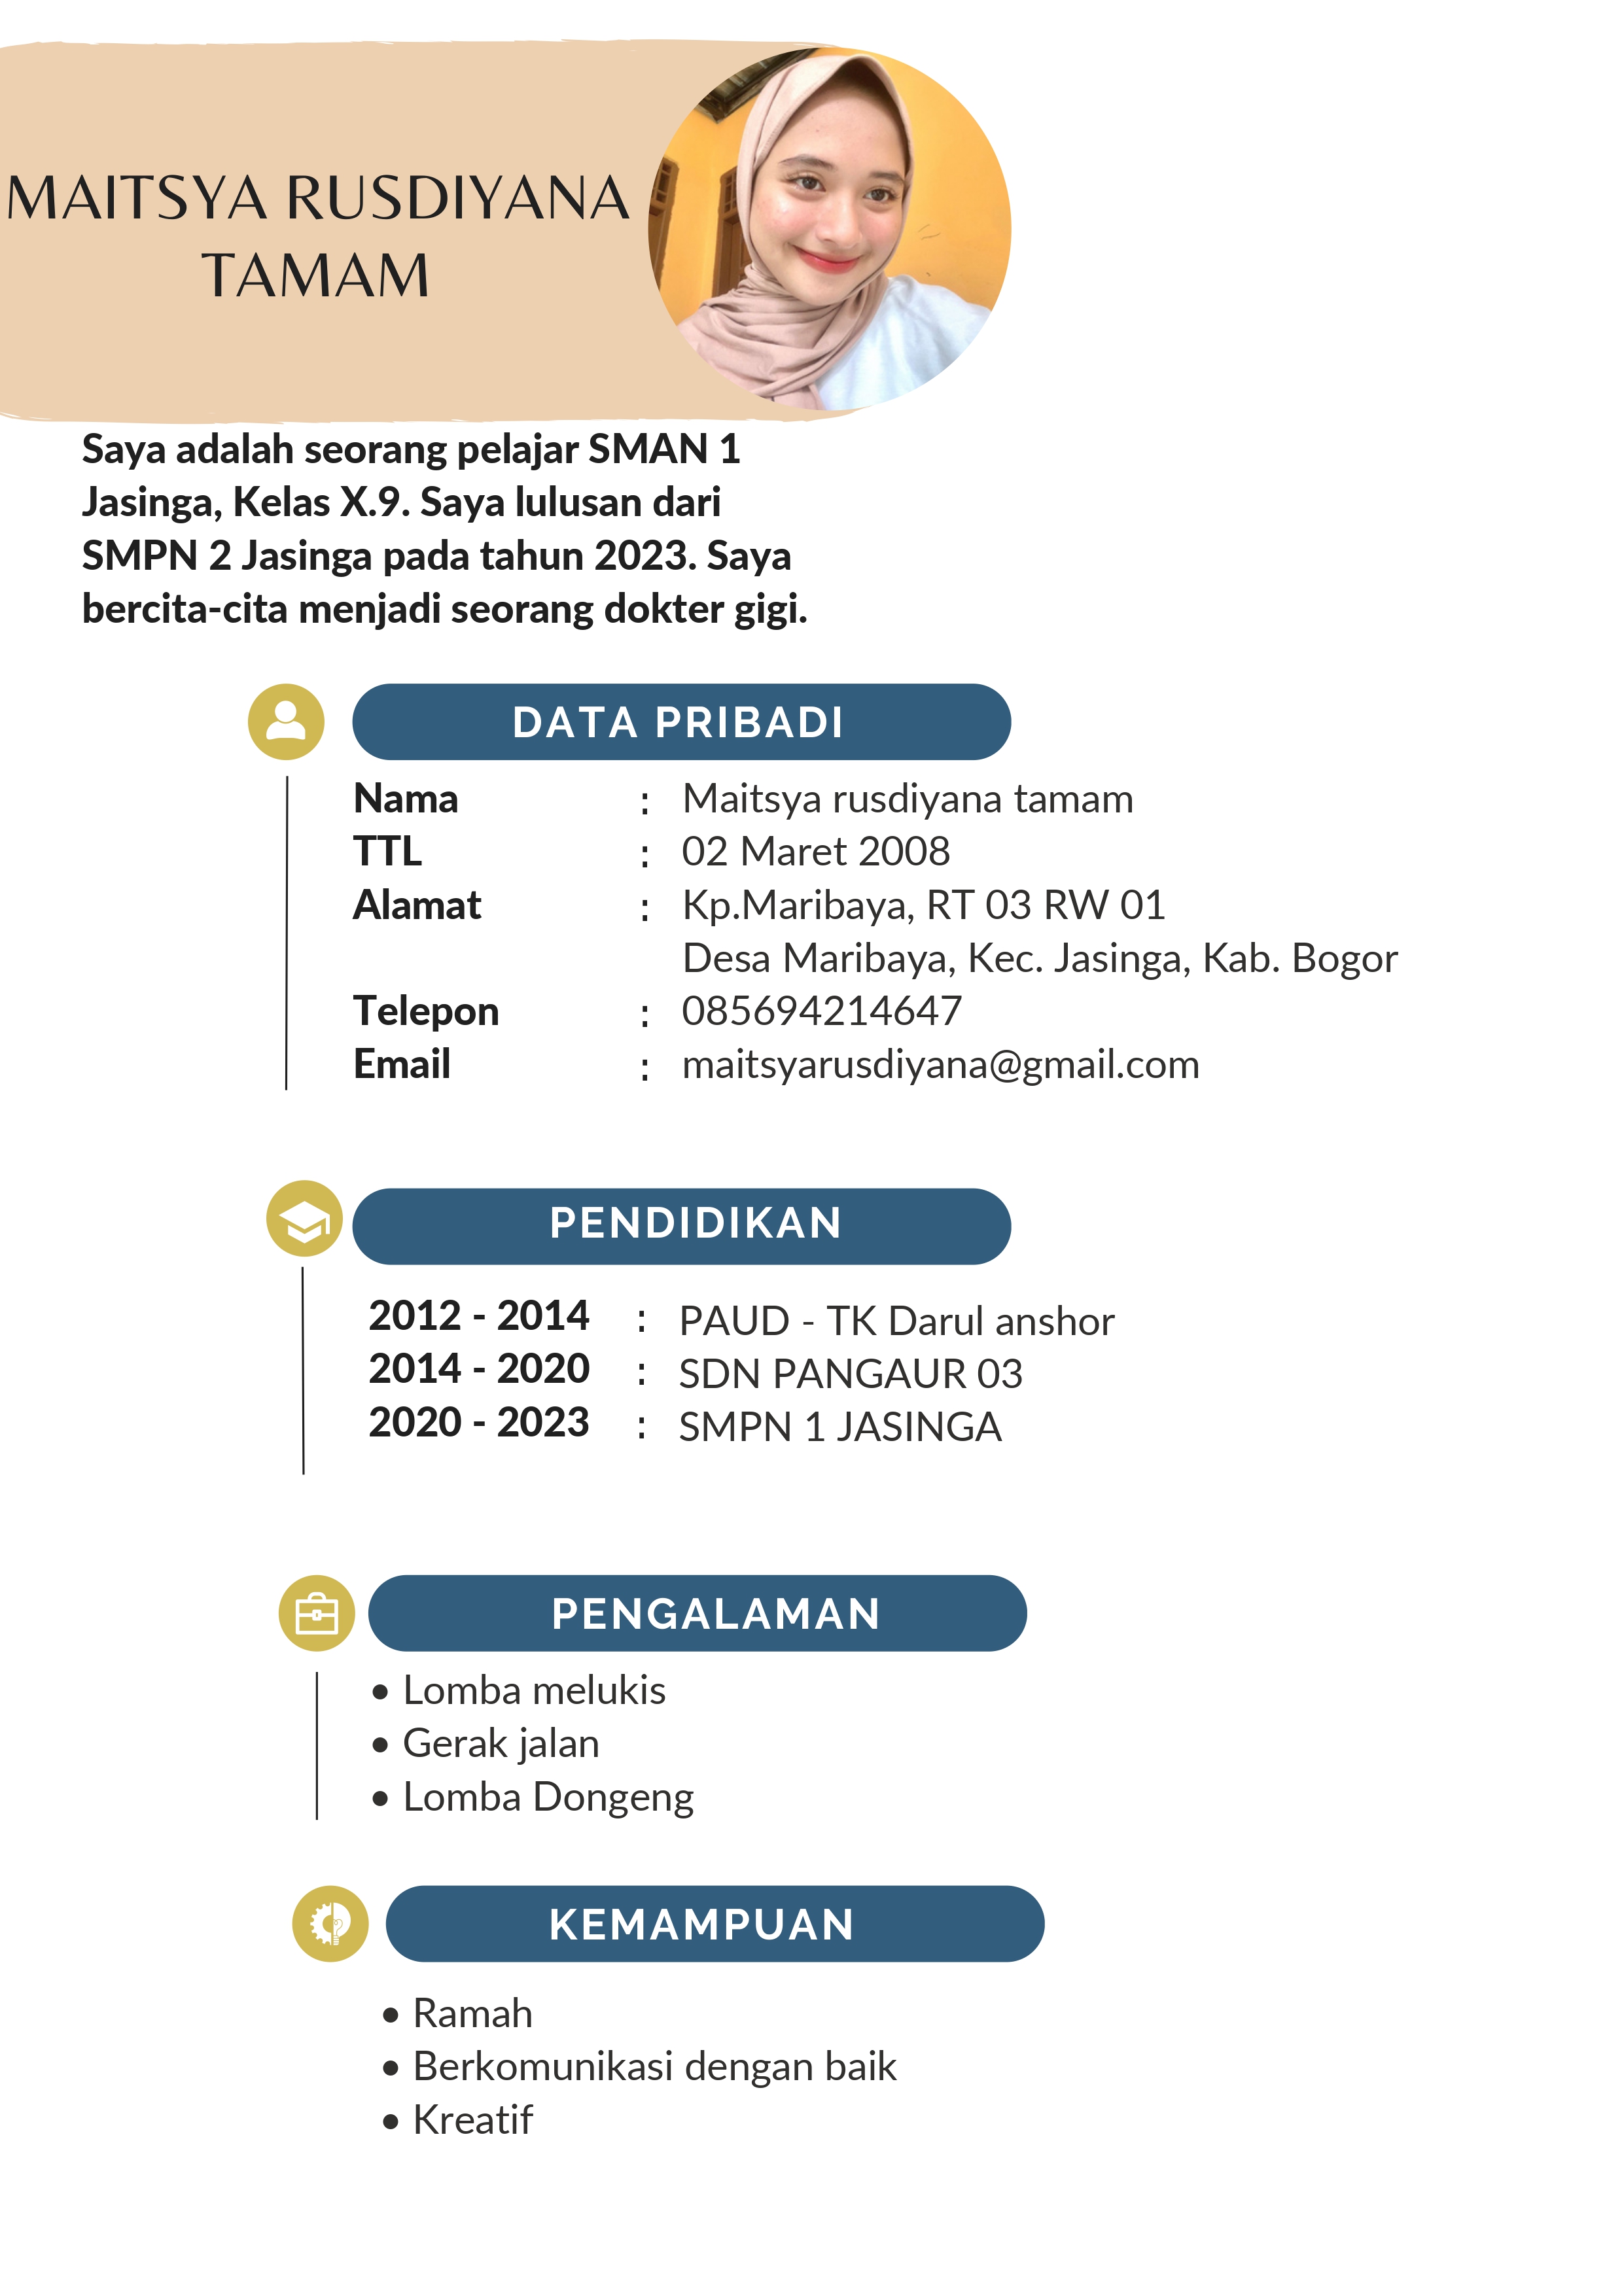 MAITSYA RUSDIYANA
TAMAM
Saya adalah seorang pelajar SMAN 1
Jasinga, Kelas X.9. Saya lulusan dari
SMPN 2 Jasinga pada tahun 2023. Saya
bercita-cita menjadi seorang dokter gigi.
DATA PRIBADI
Nama : Maitsya rusdiyana tamam
TTL : 02 Maret 2008
Alamat : Kp.Maribaya, RT 03 RW 01
Desa Maribaya, Kec. Jasinga, Kab. Bogor
Telepon : 085694214647
Email : maitsyarusdiyana@gmail.com
PENDIDIKAN
2012 - 2014 : PAUD - TK Darul anshor
2014 - 2020 : SDN PANGAUR 03
2020 - 2023 : SMPN 1 JASINGA
PENGALAMAN
• Lomba melukis
• Gerak jalan
• Lomba Dongeng
KEMAMPUAN
• Ramah
• Berkomunikasi dengan baik
• Kreatif